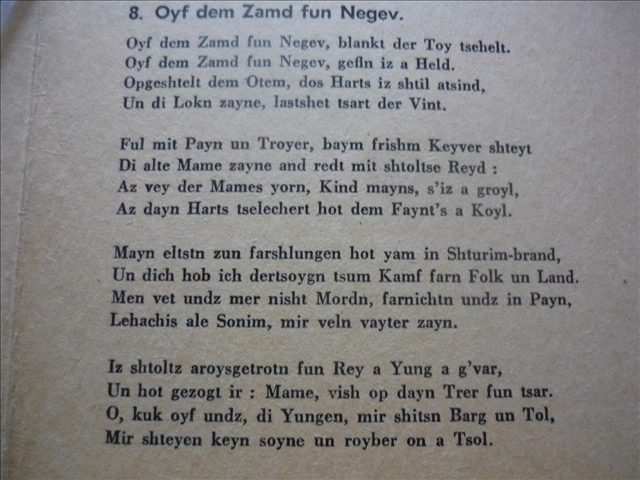 8. Oyf dem Zamd fun Negev.
Oyf dem Zamd fun Negev, blankt der Toy tsehelt.
Oyf dem Zamd fun Negev, gefln iz a Held.
Opgeshtelt dem Otem, dos Harts iz shtil atsind,
Un di Lokn zayne, lastshet tsart der Vint.
Ful mit Payn un Troyer, baym frishm Keyver shteyt
Di alte Mame zayne and redt mit shtoltse Reyd :
Az vey der Mames yorn, Kind mayns, s'iz a groyl,
Az dayn Harts tselechert hot dem Faynt's a Koyl.
Mayn eltstn zun farshlungen hot yam in Shturim-brand,
Un dich hob ich dertsoygn tsum Kamf farn Folk un Land.
Men vet undz mer nisht Mordn, farnichtn undz in Payn,
Lehachis ale Sonim, mir veln vayter zayn.
Iz shtoltz aroysgetrotn fun Rey a Yung a g'var,
Un hot gezogt ir : Mame, vish op dayn Trer fun tsar.
O, kuk oyf undz, di Yungen, mir shitsn Barg un Tol,
Mir shteyen keyn soyne un royber on a Tsol.